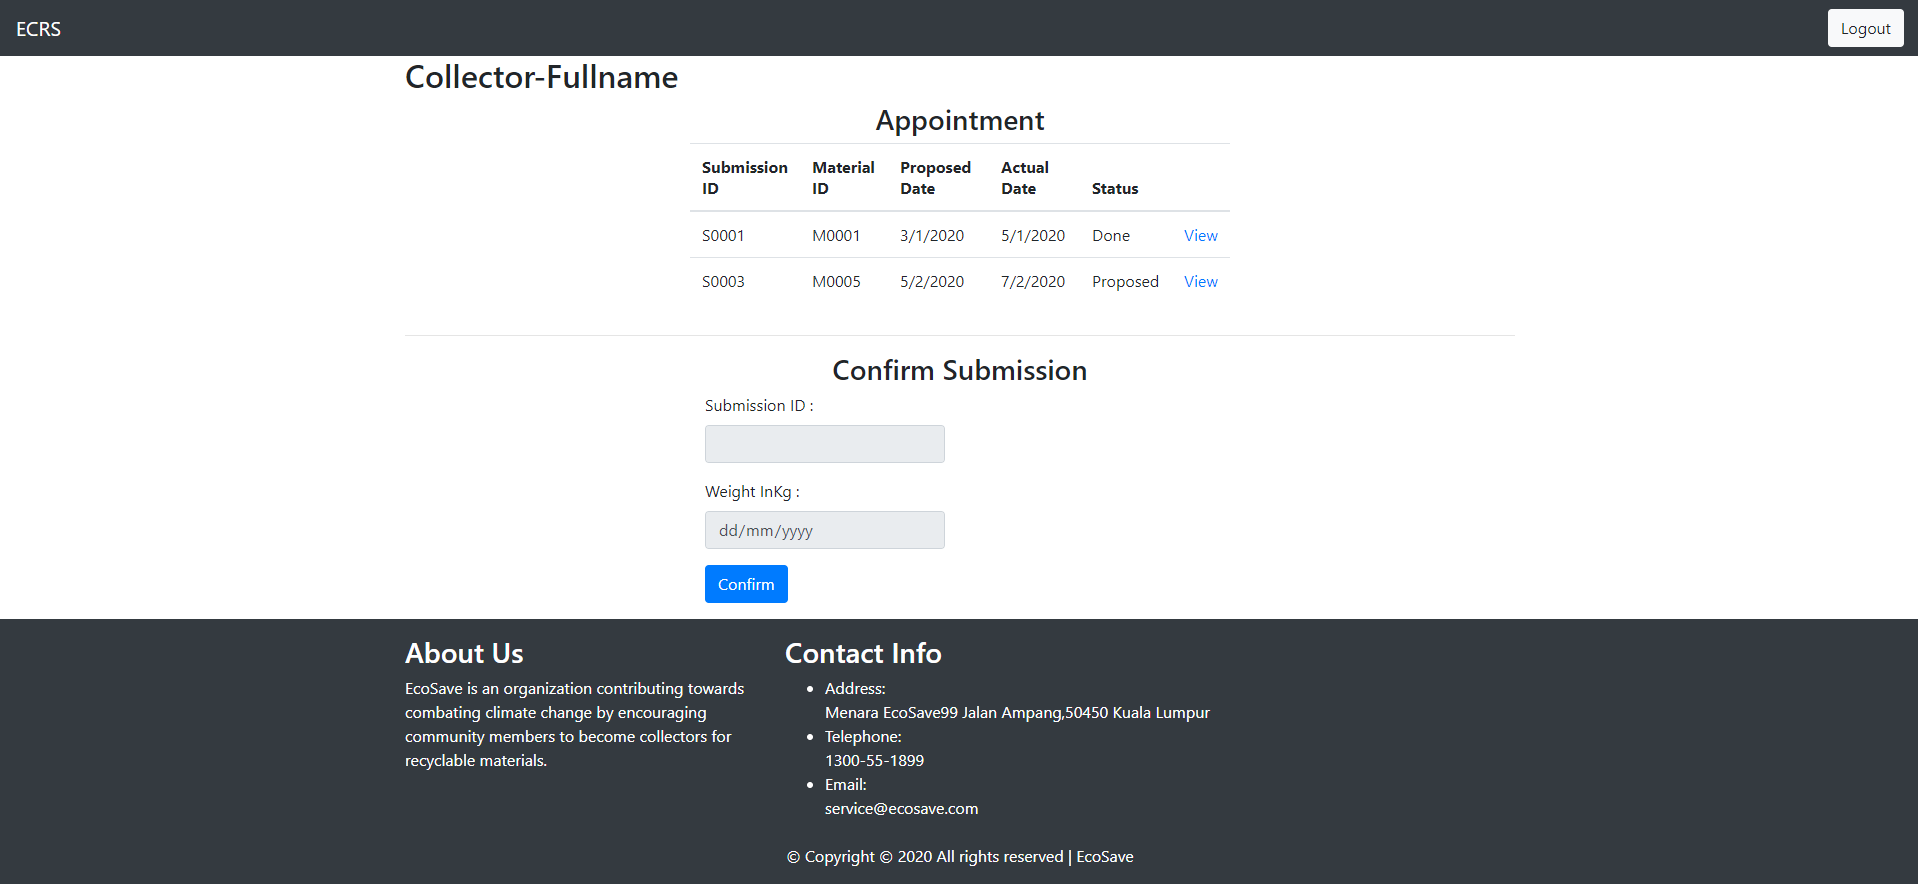 ECRS
Logout
Collector-Fullname
Appointment
Submission ID Material ID Proposed Date Actual Date Status
S0001 M0001 3/1/2020 5/1/2020 Done View
S0003 M0005 5/2/2020 7/2/2020 Proposed View
Confirm Submission
Submission ID :
Weight InKg :
dd/mm/yyyy
Confirm
About Us
EcoSave is an organization contributing towards
combating climate change by encouraging
community members to become collectors for
recyclable materials.
Contact Info
Address:
Menara EcoSave99 Jalan Ampang,50450 Kuala Lumpur
Telephone:
1300-55-1899
Email:
service@ecosave.com
© Copyright © 2020 All rights reserved | EcoSave